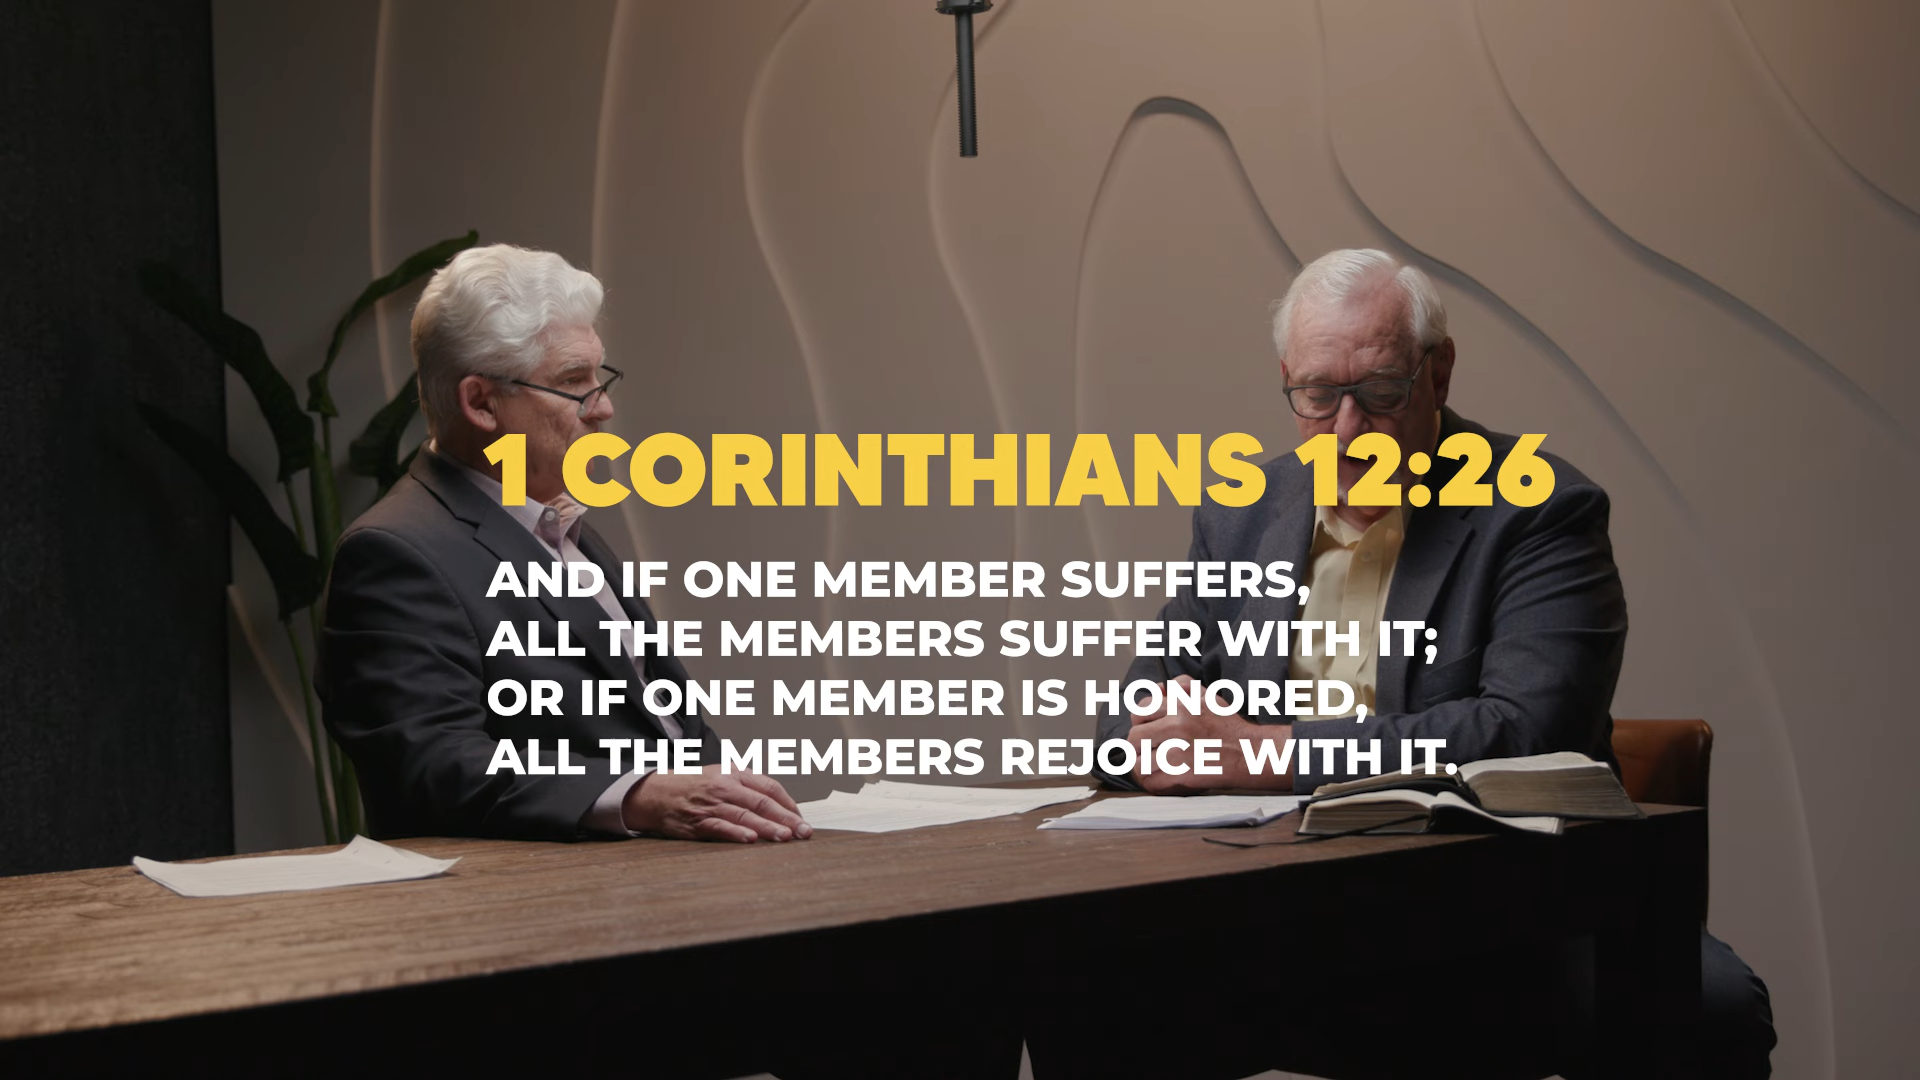 1 CORINTHIANS 12:26
AND IF ONE MEMBER SUFFERS,
ALL THE MEMBERS SUFFER WITH IT;
OR IF ONE MEMBER IS HONORED,
ALL THE MEMBERS REJOICE WITH IT.